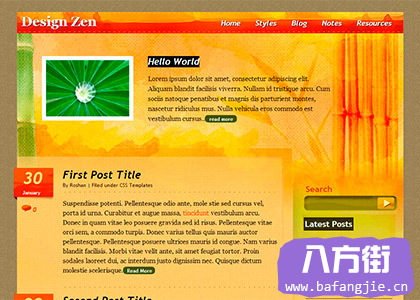 Design Zen
Home Styles Blog Notes Resources
Hello World
Lorem ipsum dolor sit amet, consectetur adipiscing elit.
Aliquam blandit facilisis viverra. Nullam id tristique arcu. Cum
sociis natoque penatibus et magnis dis parturient montes,
nascetur ridiculus mus. Nulla vehicula eros commodo est
vestibulum cursus. read more
30
January
0
First Post Title
By Roshan | Filed under CSS Templates
Suspendisse potenti. Pellentesque odio ante, mole stie sed cursus vel,
porta id urna. Curabitur et augue massa, tincidunt vestibulum arcu.
Donec in quam vitae leo posuere gravida sed id risus. Pellentesque vitae
orci sem, a commodo turpis. Donec varius tellus quis mauris auctor
pellentesque. Pellentesque posuere ultrices mauris id congue. Nam varius
blandit facilisis. Morbi vitae velit ante, sit amet feugiat tortor. Proin
sodales laoreet dui, ac interdum justo dignissim nec. Quisque dictum
molestie scelerisque. Read More
Search
Latest Posts
30
Second Post Title
八方街
www.bafangjie.cn